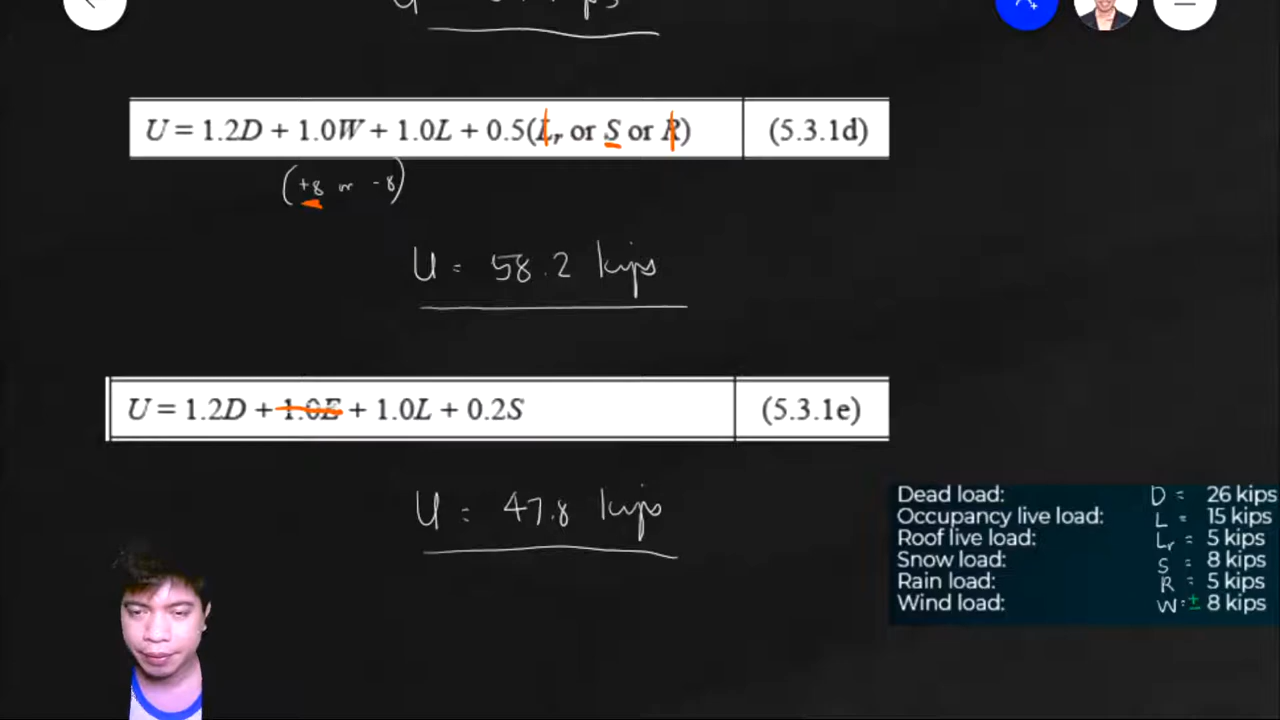 U = 1.2D + 1.0W + 1.0L + 0.5(Lr or S or R) (5.3.1d)
(+8 or -8)
U = 58.2 kips
U = 1.2D + 1.0E + 1.0L + 0.2S (5.3.1e)
U = 47.8 kips
Dead load: D = 26 kips
Occupancy live load: L = 15 kips
Roof live load: Lr = 5 kips
Snow load: S = 8 kips
Rain load: R = 5 kips
Wind load: W = ± 8 kips